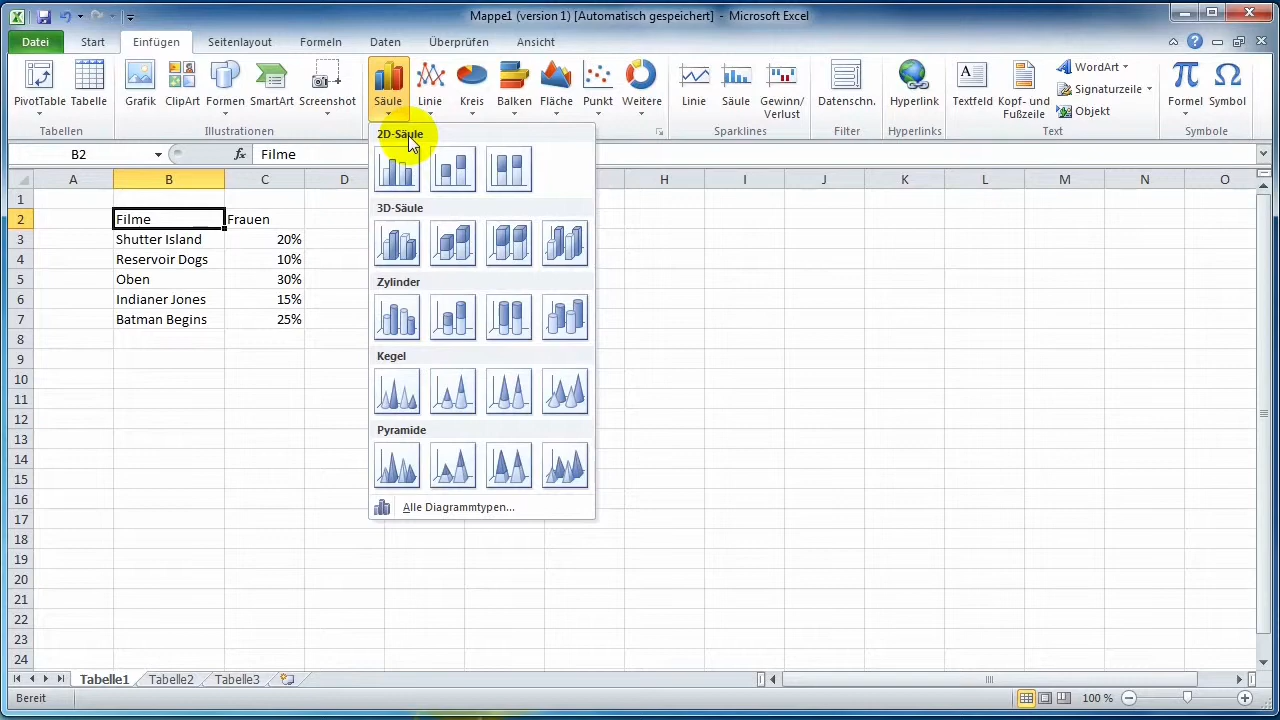 Mappe1 (version 1) [Automatisch gespeichert] - Microsoft Excel
Datei Start Einfügen Seitenlayout Formeln Daten Überprüfen Ansicht
PivotTable Tabelle Grafik ClipArt Formen SmartArt Screenshot Säule Linie Kreis Balken Fläche Punkt Weitere Linie Säule Gewinn/ Verlust Datenschn. Hyperlink Textfeld Kopf- und Fußzeile WordArt Signaturzeile Objekt Formel Symbol
Tabellen Illustrationen Sparklines Filter Hyperlinks Text Symbole
B2 fx Filme
A B C D H I J K L M N O
1
2 Filme Frauen
3 Shutter Island 20%
4 Reservoir Dogs 10%
5 Oben 30%
6 Indianer Jones 15%
7 Batman Begins 25%
8
9
10
11
12
13
14
15
16
17
18
19
20
21
22
23
24
2D-Säule
3D-Säule
Zylinder
Kegel
Pyramide
Alle Diagrammtypen...
Tabelle1 Tabelle2 Tabelle3
Bereit 100 %